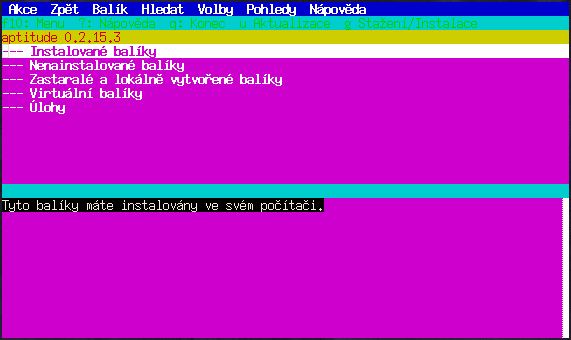 Akce Zpět Balík Hledat Volby Pohledy Nápověda
f10: Menu ?: Nápověda q: Konec u Aktualizace g Stažení/Instalace
aptitude 0.2.15.3
--- Instalované balíky
--- Nenainstalované balíky
--- Zastaralé a lokálně vytvořené balíky
--- Virtuální balíky
--- Úlohy
Tyto balíky máte instalovány ve svém počítači.